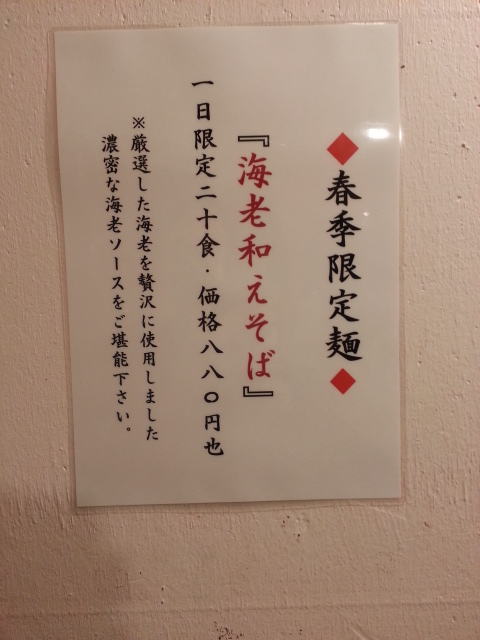 ◆春季限定麺◆
『海老和えそば』
一日限定二十食・価格八八〇円也
※厳選した海老を贅沢に使用しました
濃密な海老ソースをご堪能下さい。